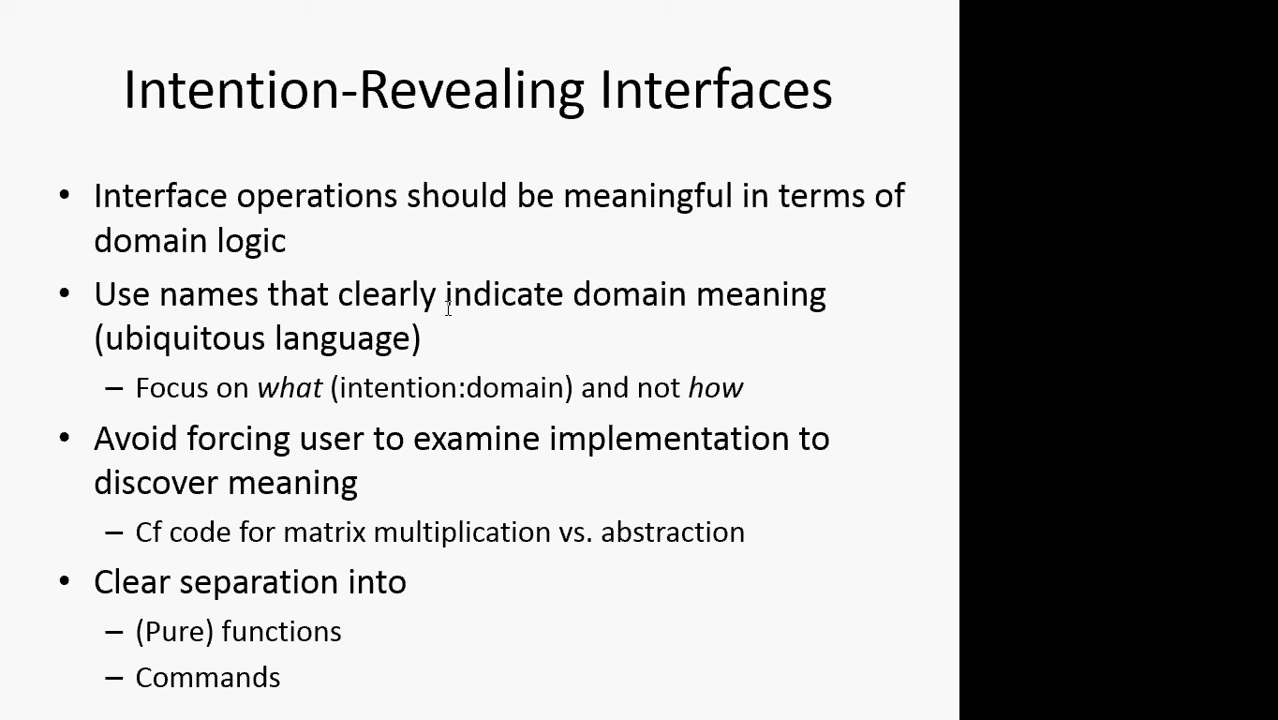 Intention-Revealing Interfaces
• Interface operations should be meaningful in terms of
domain logic
• Use names that clearly indicate domain meaning
(ubiquitous language)
– Focus on what (intention:domain) and not how
• Avoid forcing user to examine implementation to
discover meaning
– Cf code for matrix multiplication vs. abstraction
• Clear separation into
– (Pure) functions
– Commands